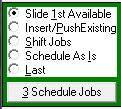 Slide 1st Available
Insert/PushExisting
Shift Jobs
Schedule As Is
Last
3 Schedule Jobs